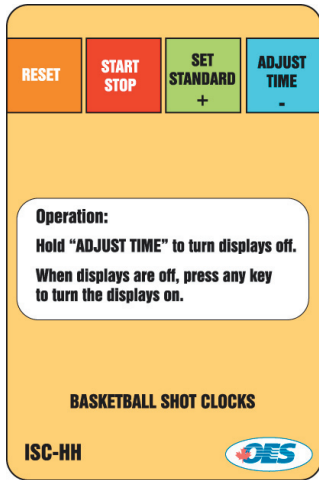 RESET
START
STOP
SET
STANDARD
+
ADJUST
TIME
-
Operation:
Hold “ADJUST TIME” to turn displays off.
When displays are off, press any key
to turn the displays on.
BASKETBALL SHOT CLOCKS
ISC-HH
OES